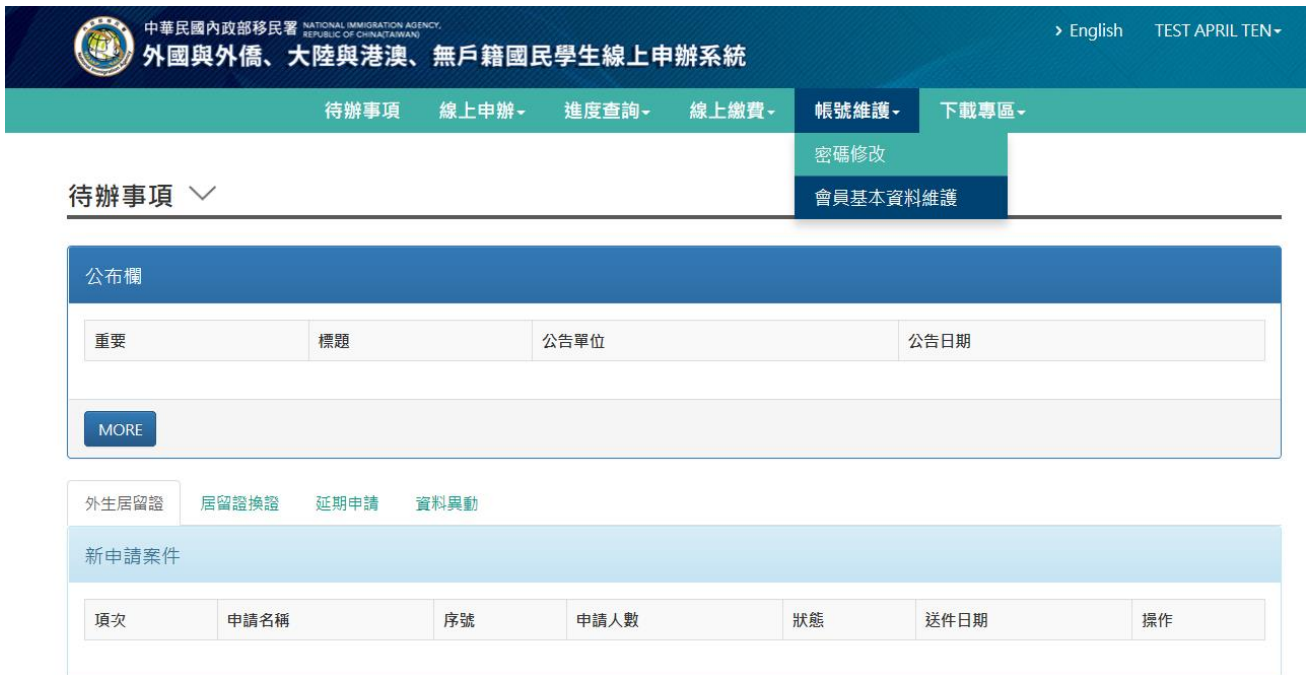 中華民國內政部移民署 NATIONAL IMMIGRATION AGENCY, REPUBLIC OF CHINA(TAIWAN)
外國與外僑、大陸與港澳、無戶籍國民學生線上申辦系統
> English TEST APRIL TEN
待辦事項 線上申辦 進度查詢 線上繳費 帳號維護 下載專區
密碼修改
會員基本資料維護
待辦事項
公布欄
重要 標題 公告單位 公告日期
MORE
外生居留證 居留證換證 延期申請 資料異動
新申請案件
項次 申請名稱 序號 申請人數 狀態 送件日期 操作